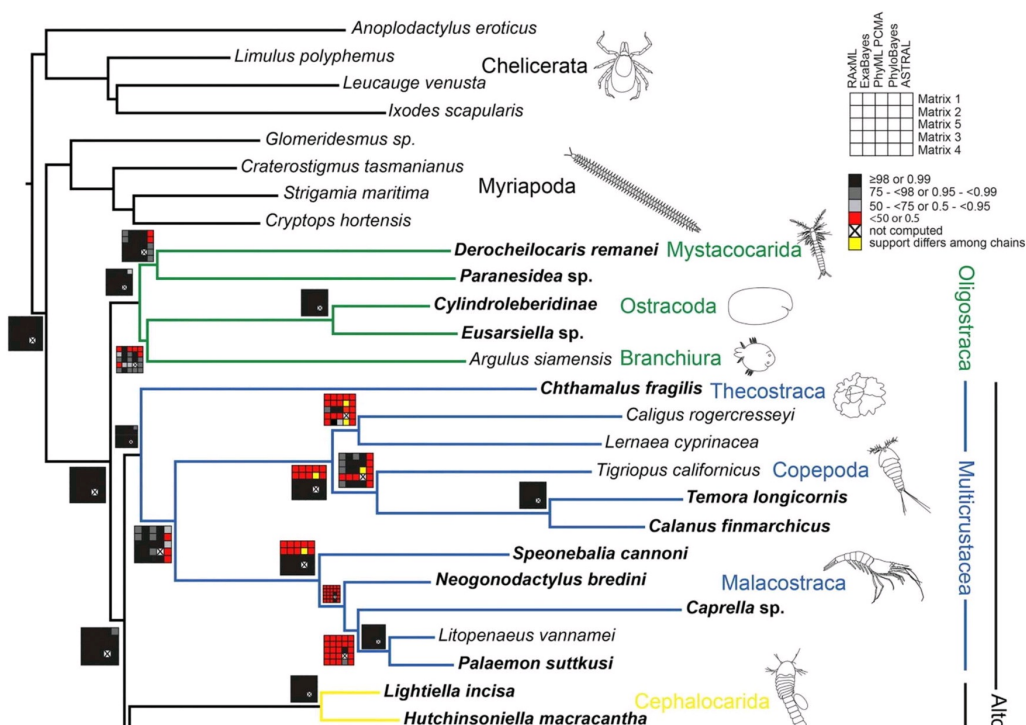 Anoplodactylus eroticus
Limulus polyphemus
Chelicerata
Leucauge venusta
Ixodes scapularis
Glomeridesmus sp.
Craterostigmus tasmanianus
Myriapoda
Strigamia maritima
Cryptops hortensis
RAxML
ExaBayes
PhyML PCMA
PhyloBayes
ASTRAL
Matrix 1
Matrix 2
Matrix 5
Matrix 3
Matrix 4
≥98 or 0.99
75 - <98 or 0.95 - <0.99
50 - <75 or 0.5 - <0.95
<50 or 0.5
not computed
support differs among chains
Derocheilocaris remanei Mystacocarida
Paranesidea sp.
Cylindroleberidinae
Ostracoda
Eusarsiella sp.
Argulus siamensis Branchiura
Oligostraca
Chthamalus fragilis Thecostraca
Caligus rogercresseyi
Lernaea cyprinacea
Tigriopus californicus Copepoda
Temora longicornis
Calanus finmarchicus
Multicrustacea
Speonebalia cannoni
Neogonodactylus bredini
Malacostraca
Caprella sp.
Litopenaeus vannamei
Palaemon suttkusi
Lightiella incisa
Cephalocarida
Hutchinsoniella macracantha